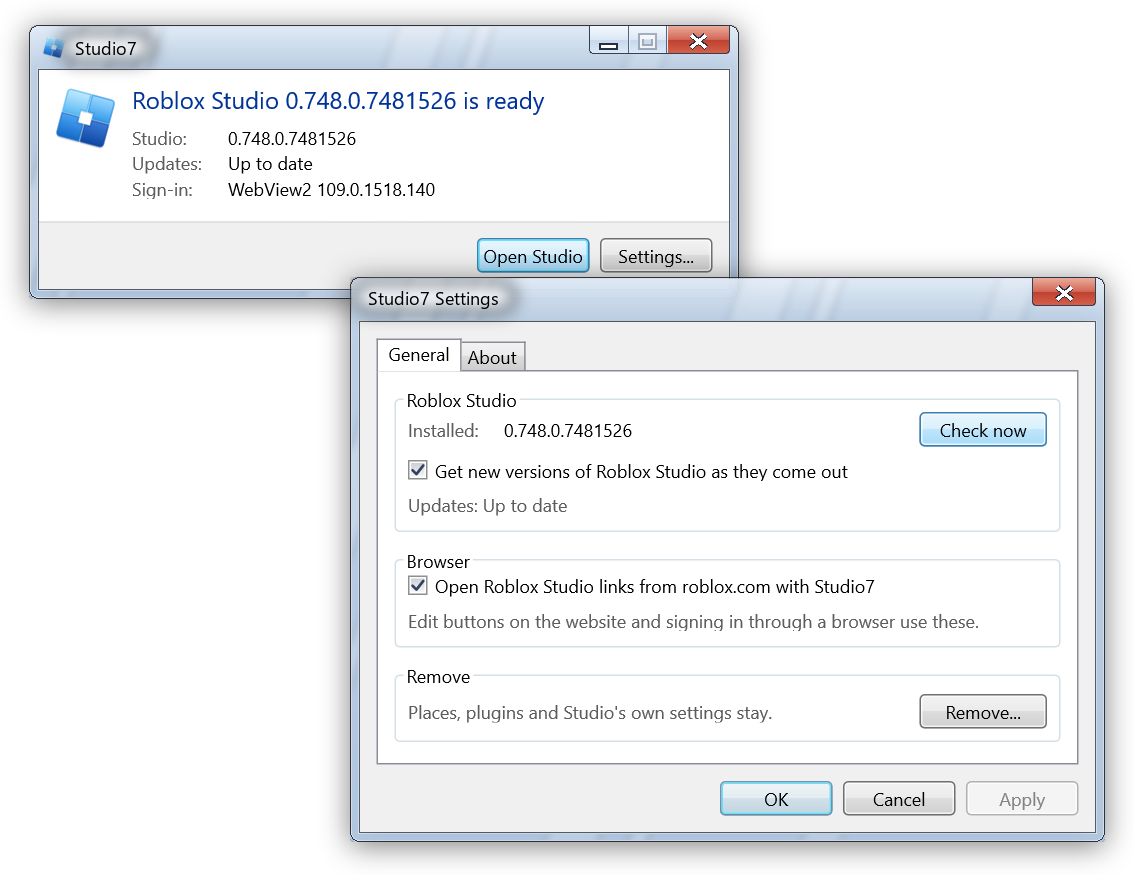 Studio7
Roblox Studio 0.748.0.7481526 is ready
Studio: 0.748.0.7481526
Updates: Up to date
Sign-in: WebView2 109.0.1518.140
Open Studio Settings...
Studio7 Settings
General About
Roblox Studio
Installed: 0.748.0.7481526 Check now
Get new versions of Roblox Studio as they come out
Updates: Up to date
Browser
Open Roblox Studio links from roblox.com with Studio7
Edit buttons on the website and signing in through a browser use these.
Remove
Places, plugins and Studio's own settings stay. Remove...
OK Cancel Apply